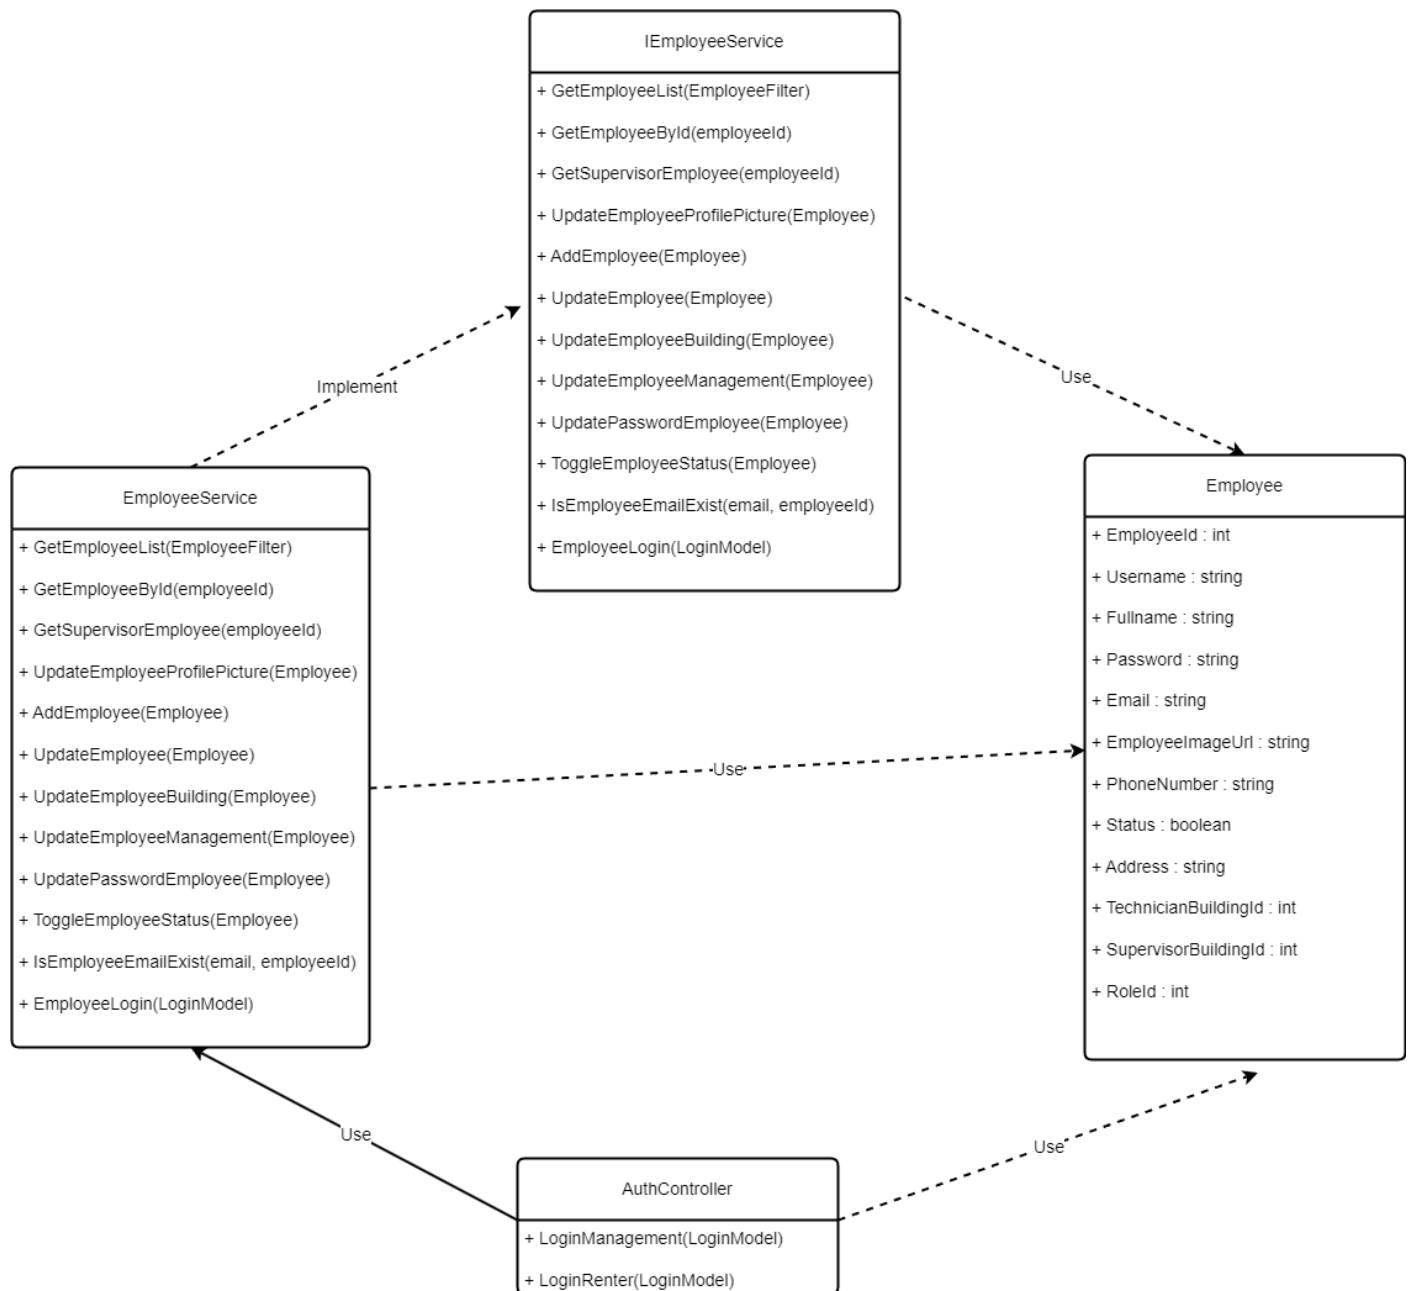 IEmployeeService
+ GetEmployeeList(EmployeeFilter)
+ GetEmployeeById(employeeId)
+ GetSupervisorEmployee(employeeId)
+ UpdateEmployeeProfilePicture(Employee)
+ AddEmployee(Employee)
+ UpdateEmployee(Employee)
+ UpdateEmployeeBuilding(Employee)
+ UpdateEmployeeManagement(Employee)
+ UpdatePasswordEmployee(Employee)
+ ToggleEmployeeStatus(Employee)
+ IsEmployeeEmailExist(email, employeeId)
+ EmployeeLogin(LoginModel)
Implement
Use
EmployeeService
+ GetEmployeeList(EmployeeFilter)
+ GetEmployeeById(employeeId)
+ GetSupervisorEmployee(employeeId)
+ UpdateEmployeeProfilePicture(Employee)
+ AddEmployee(Employee)
+ UpdateEmployee(Employee)
+ UpdateEmployeeBuilding(Employee)
+ UpdateEmployeeManagement(Employee)
+ UpdatePasswordEmployee(Employee)
+ ToggleEmployeeStatus(Employee)
+ IsEmployeeEmailExist(email, employeeId)
+ EmployeeLogin(LoginModel)
Use
Employee
+ EmployeeId : int
+ Username : string
+ Fullname : string
+ Password : string
+ Email : string
+ EmployeeImageUrl : string
+ PhoneNumber : string
+ Status : boolean
+ Address : string
+ TechnicianBuildingId : int
+ SupervisorBuildingId : int
+ RoleId : int
Use
Use
AuthController
+ LoginManagement(LoginModel)
+ LoginRenter(LoginModel)